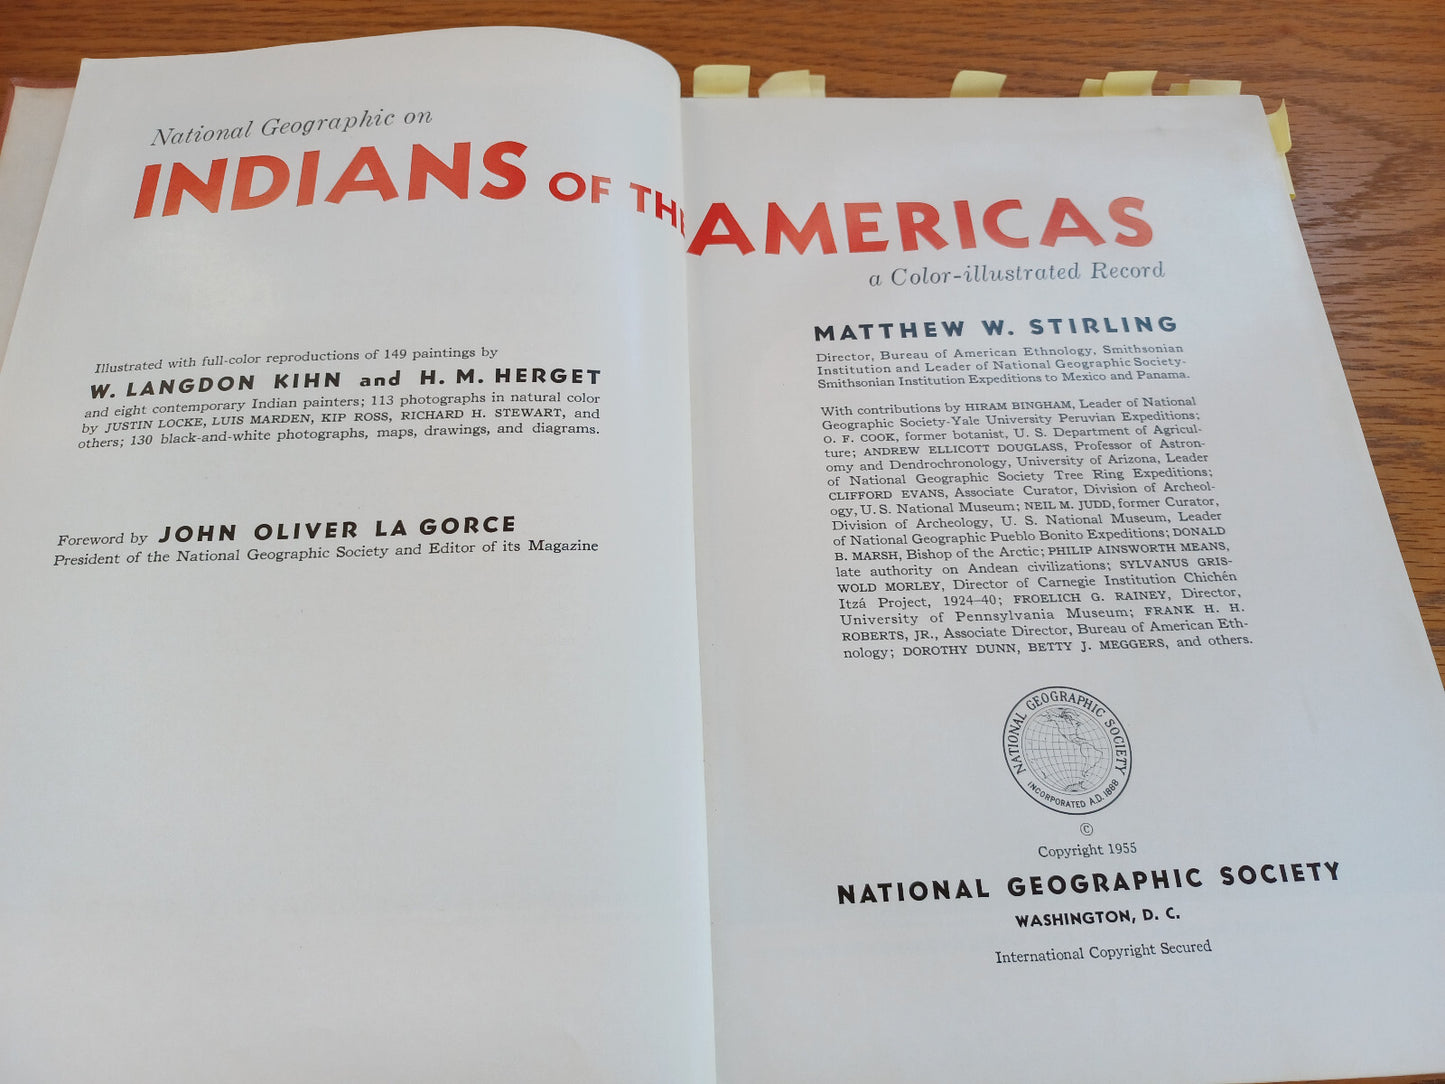 National Geographic on
INDIANS OF THE AMERICAS
a Color-illustrated Record
Illustrated with full-color reproductions of 149 paintings by
W. LANGDON KIHN and H. M. HERGET
and eight contemporary Indian painters; 113 photographs in natural color
by JUSTIN LOCKE, LUIS MARDEN, KIP ROSS, RICHARD H. STEWART, and
others; 130 black-and-white photographs, maps, drawings, and diagrams.
Foreword by JOHN OLIVER LA GORCE
President of the National Geographic Society and Editor of its Magazine
MATTHEW W. STIRLING
Director, Bureau of American Ethnology, Smithsonian
Institution and Leader of National Geographic Society-
Smithsonian Institution Expeditions to Mexico and Panama.
With contributions by HIRAM BINGHAM, Leader of National
Geographic Society-Yale University Peruvian Expeditions;
O. F. COOK, former botanist, U. S. Department of Agricul-
ture; ANDREW ELLICOTT DOUGLASS, Professor of Astron-
omy and Dendrochronology, University of Arizona, Leader
of National Geographic Society Tree Ring Expeditions;
CLIFFORD EVANS, Associate Curator, Division of Archeol-
ogy, U. S. National Museum; NEIL M. JUDD, former Curator,
Division of Archeology, U. S. National Museum, Leader
of National Geographic Pueblo Bonito Expeditions; DONALD
B. MARSH, Bishop of the Arctic; PHILIP AINSWORTH MEANS,
late authority on Andean civilizations; SYLVANUS GRIS-
WOLD MORLEY, Director of Carnegie Institution Chichén
Itzá Project, 1924–40; FROELICH G. RAINEY, Director,
University of Pennsylvania Museum; FRANK H. H.
ROBERTS, JR., Associate Director, Bureau of American Eth-
nology; DOROTHY DUNN, BETTY J. MEGGERS, and others.
NATIONAL GEOGRAPHIC SOCIETY
INCORPORATED A.D. 1888
©
Copyright 1955
NATIONAL GEOGRAPHIC SOCIETY
WASHINGTON, D. C.
International Copyright Secured